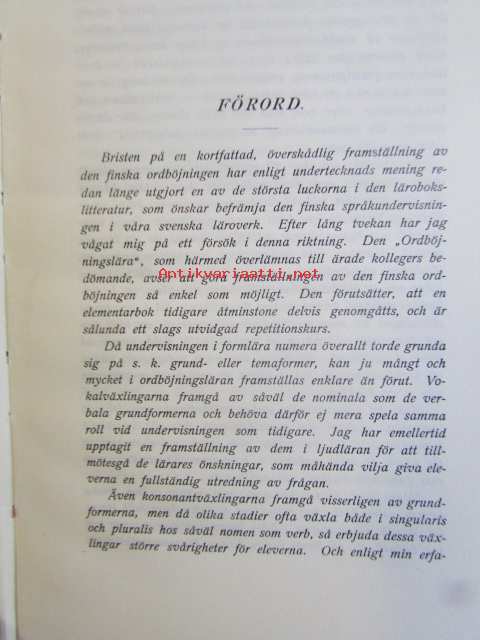 FÖRORD.
Bristen på en kortfattad, överskådlig framställning av
den finska ordböjningen har enligt undertecknads mening re-
dan länge utgjort en av de största luckorna i den läroboks-
litteratur, som önskar befrämja den finska språkundervisnin-
gen i våra svenska läroverk. Efter lång tvekan har jag
vågat mig på ett försök i denna riktning. Den „Ordböj-
ningslära“, som härmed överlämnas till ärade kollegers be-
dömande, avser att göra framställningen av den finska ord-
böjningen så enkel som möjligt. Den förutsätter, att en
elementarbok tidigare åtminstone delvis genomgåtts, och är
sålunda ett slags utvidgad repetitionskurs.
Då undervisningen i formlära numera överallt torde grunda
sig på s. k. grund- eller temaformer, kan ju mångt och
mycket i ordböjningsläran framställas enklare än förut. Vo-
kalväxlingarna framgå av såväl de nominala som de ver-
bala grundformerna och behöva därför ej mera spela samma
roll vid undervisningen som tidigare. Jag har emellertid
upptagit en framställning av dem i ljudläran för att till-
mötesgå de lärares önskningar, som måhända vilja giva ele-
verna en fullständig utredning av frågan.
Även konsonantväxlingarna framgå visserligen av grund-
formerna, men då olika stadier ofta växla både i singularis
och pluralis hos såväl nomen som verb, så erbjuda dessa väx-
lingar större svårigheter för eleverna. Och enligt min erfa-
Antikvariaatti.net